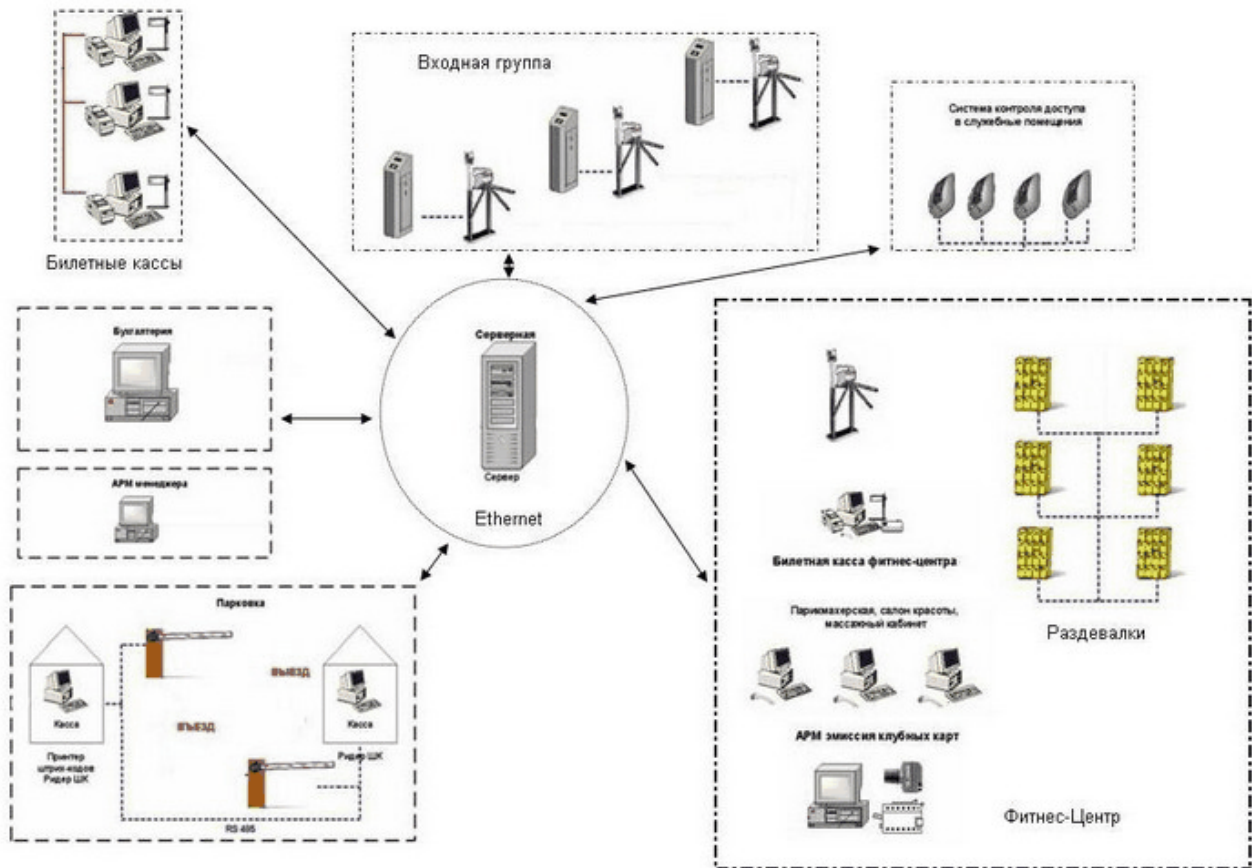 Входная группа
Система контроля доступа
в служебные помещения
Билетные кассы
Бухгалтерия
Серверная
Сервер
Ethernet
АРМ менеджера
Билетная касса фитнес-центра
Парикмахерская, салон красоты,
массажный кабинет
Раздевалки
АРМ эмиссия клубных карт
Фитнес-Центр
Парковка
ВЫЕЗД
ВЪЕЗД
Касса
Касса
Принтер
штрих-кодов
Ридер ШК
Ридер ШК
RS 485